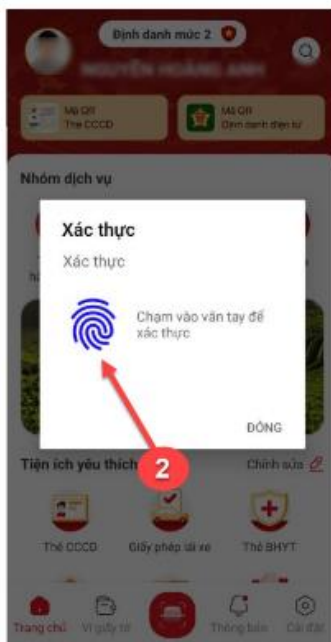 Định danh mức 2
Mã QR
Thẻ CCCD
Mã QR
Định danh điện tử
Nhóm dịch vụ
Xác thực
Xác thực
Chạm vào vân tay để
xác thực
ĐÓNG
2
Tiện ích yêu thích
Chỉnh sửa
Thẻ CCCD
Giấy phép lái xe
Thẻ BHYT
Trang chủ
Ví giấy tờ
Thông báo
Cài đặt